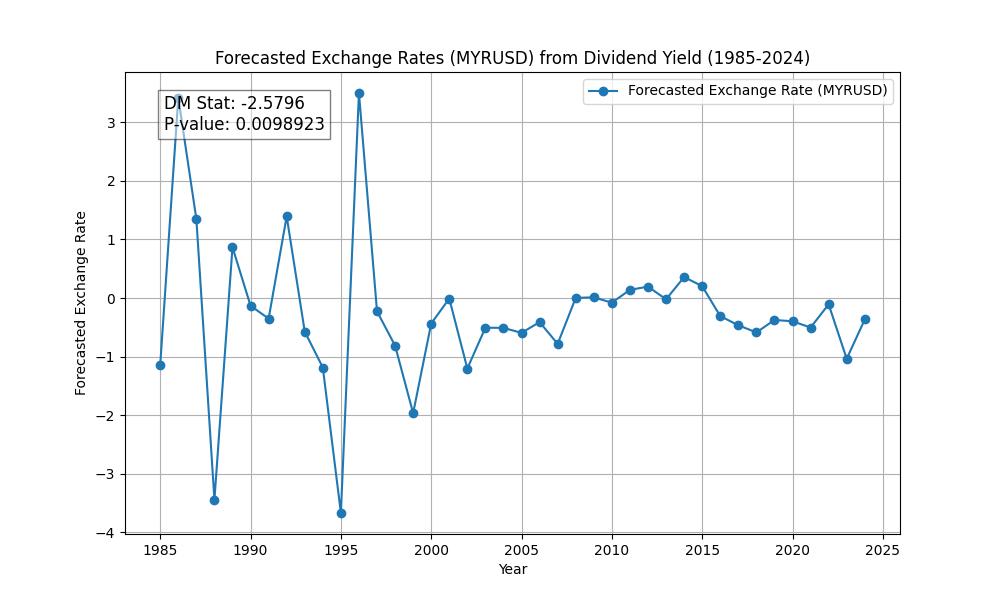 Forecasted Exchange Rates (MYRUSD) from Dividend Yield (1985-2024)
DM Stat: -2.5796
P-value: 0.0098923
Forecasted Exchange Rate (MYRUSD)
Forecasted Exchange Rate
3
2
1
0
−1
−2
−3
−4
1985 1990 1995 2000 2005 2010 2015 2020 2025
Year